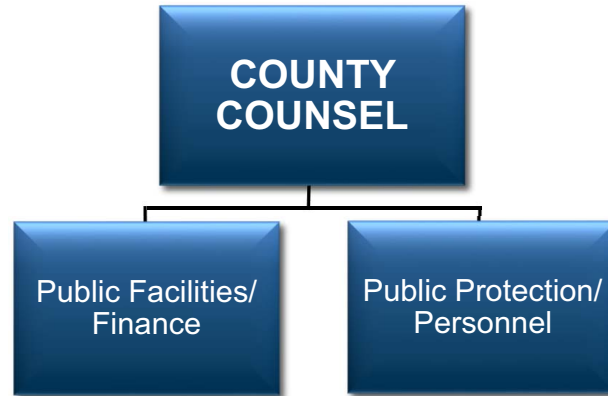 COUNTY
COUNSEL
Public Facilities/
Finance
Public Protection/
Personnel